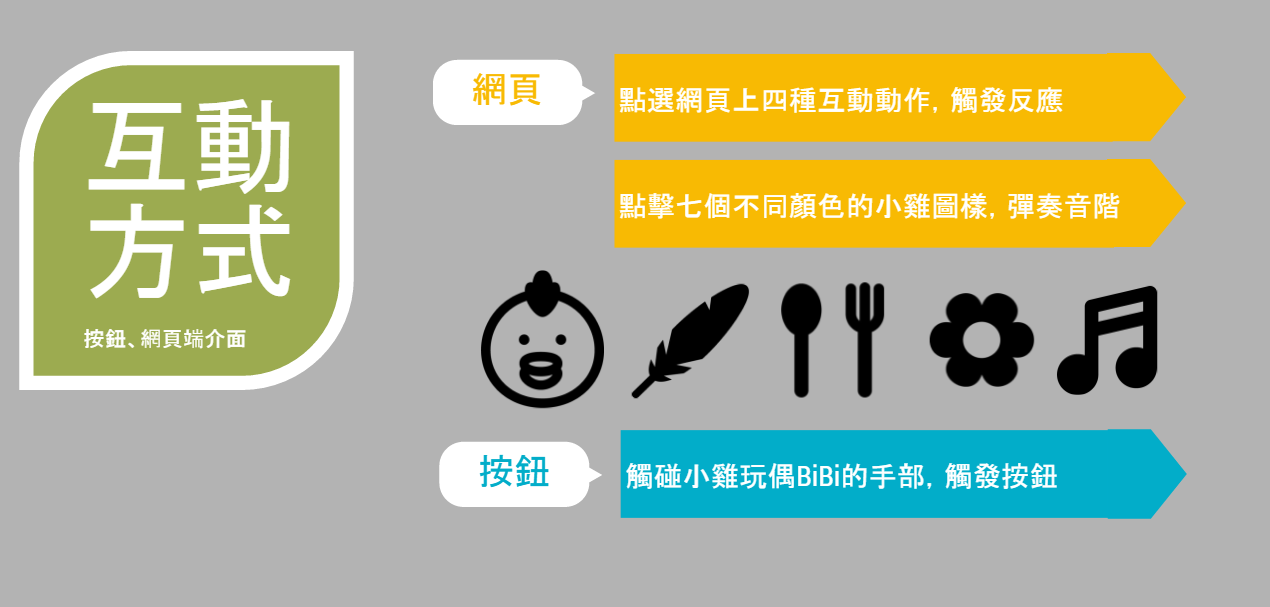 互動
方式
按鈕、網頁端介面
網頁
點選網頁上四種互動動作, 觸發反應
點擊七個不同顏色的小雞圖樣, 彈奏音階
按鈕
觸碰小雞玩偶BiBi的手部, 觸發按鈕